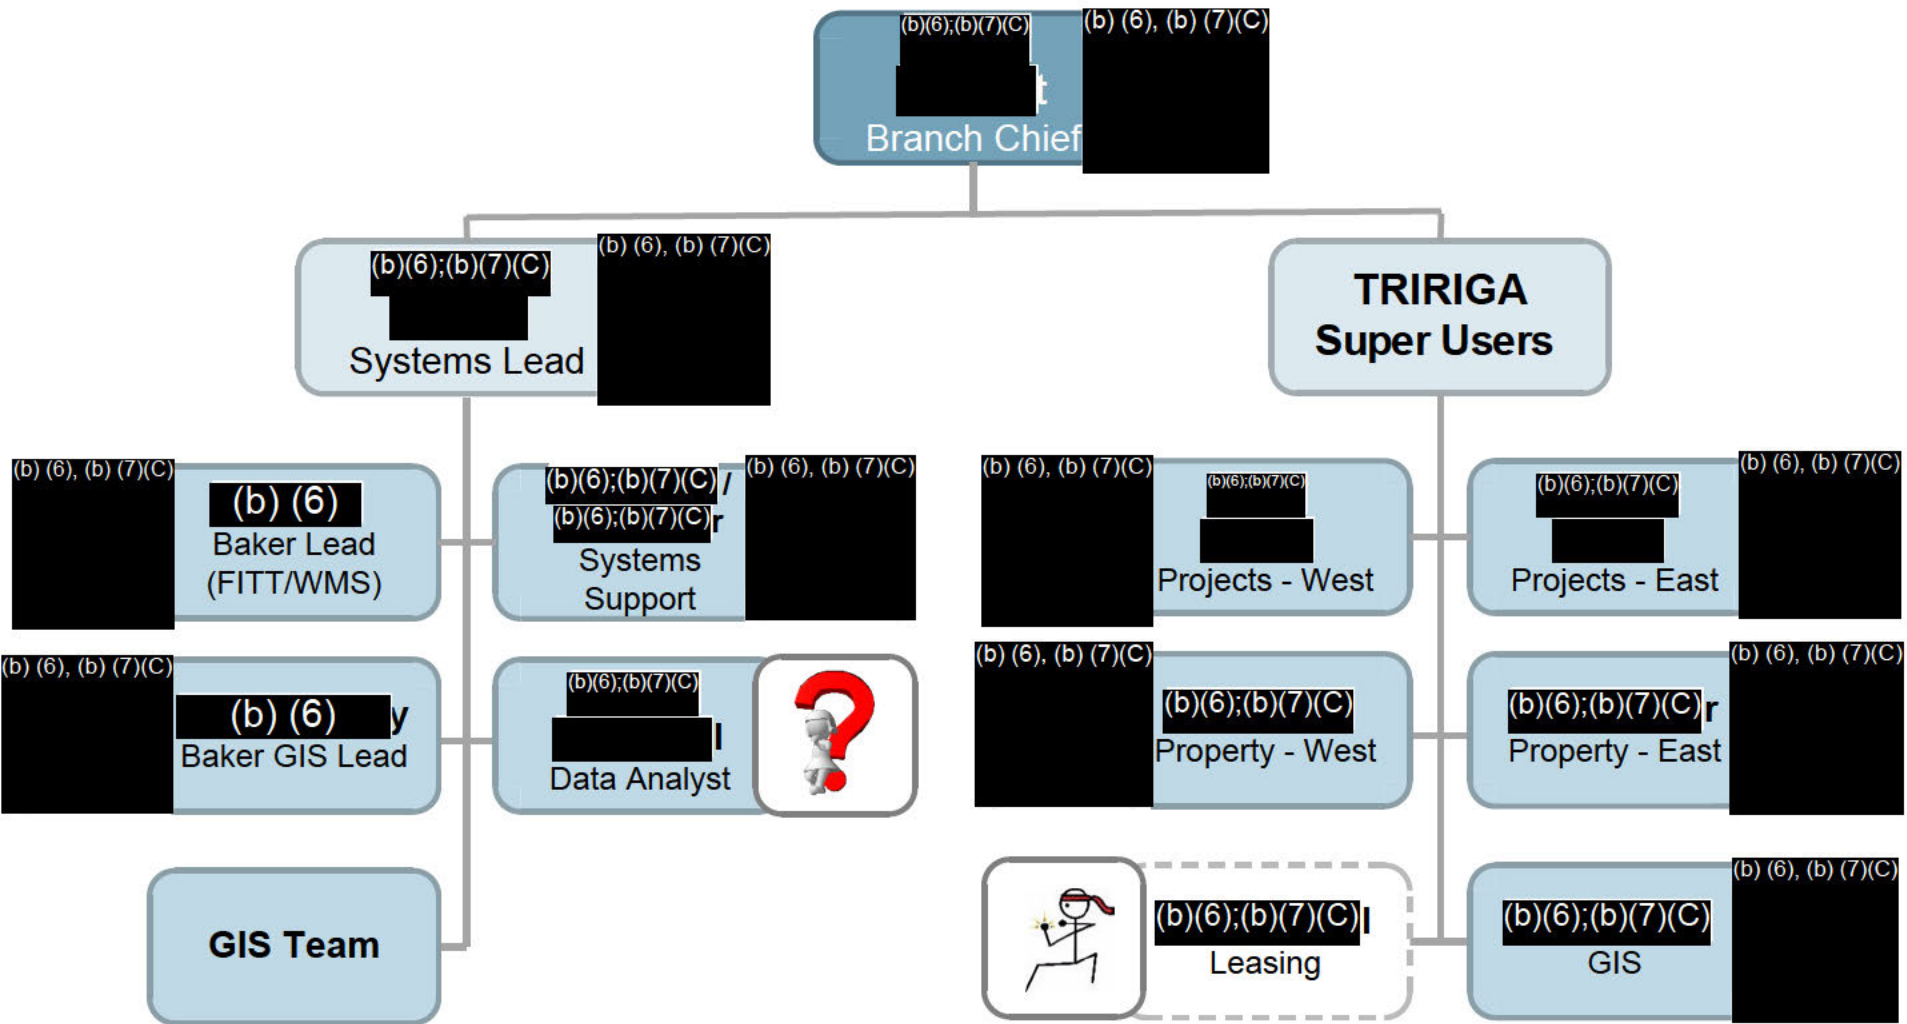 (b)(6);(b)(7)(C)
(b) (6), (b) (7)(C)
t
Branch Chief
(b)(6);(b)(7)(C)
(b) (6), (b) (7)(C)
Systems Lead
TRIRIGA
Super Users
(b) (6), (b) (7)(C)
(b) (6)
Baker Lead
(FITT/WMS)
(b)(6);(b)(7)(C) /
(b)(6);(b)(7)(C) r
Systems
Support
(b) (6), (b) (7)(C)
(b) (6), (b) (7)(C)
(b)(6);(b)(7)(C)
Projects - West
(b)(6);(b)(7)(C)
Projects - East
(b) (6), (b) (7)(C)
(b) (6), (b) (7)(C)
(b) (6) y
Baker GIS Lead
(b)(6);(b)(7)(C)
l
Data Analyst
(b) (6), (b) (7)(C)
(b)(6);(b)(7)(C)
Property - West
(b)(6);(b)(7)(C) r
Property - East
(b) (6), (b) (7)(C)
GIS Team
(b)(6);(b)(7)(C) l
Leasing
(b)(6);(b)(7)(C)
GIS
(b) (6), (b) (7)(C)